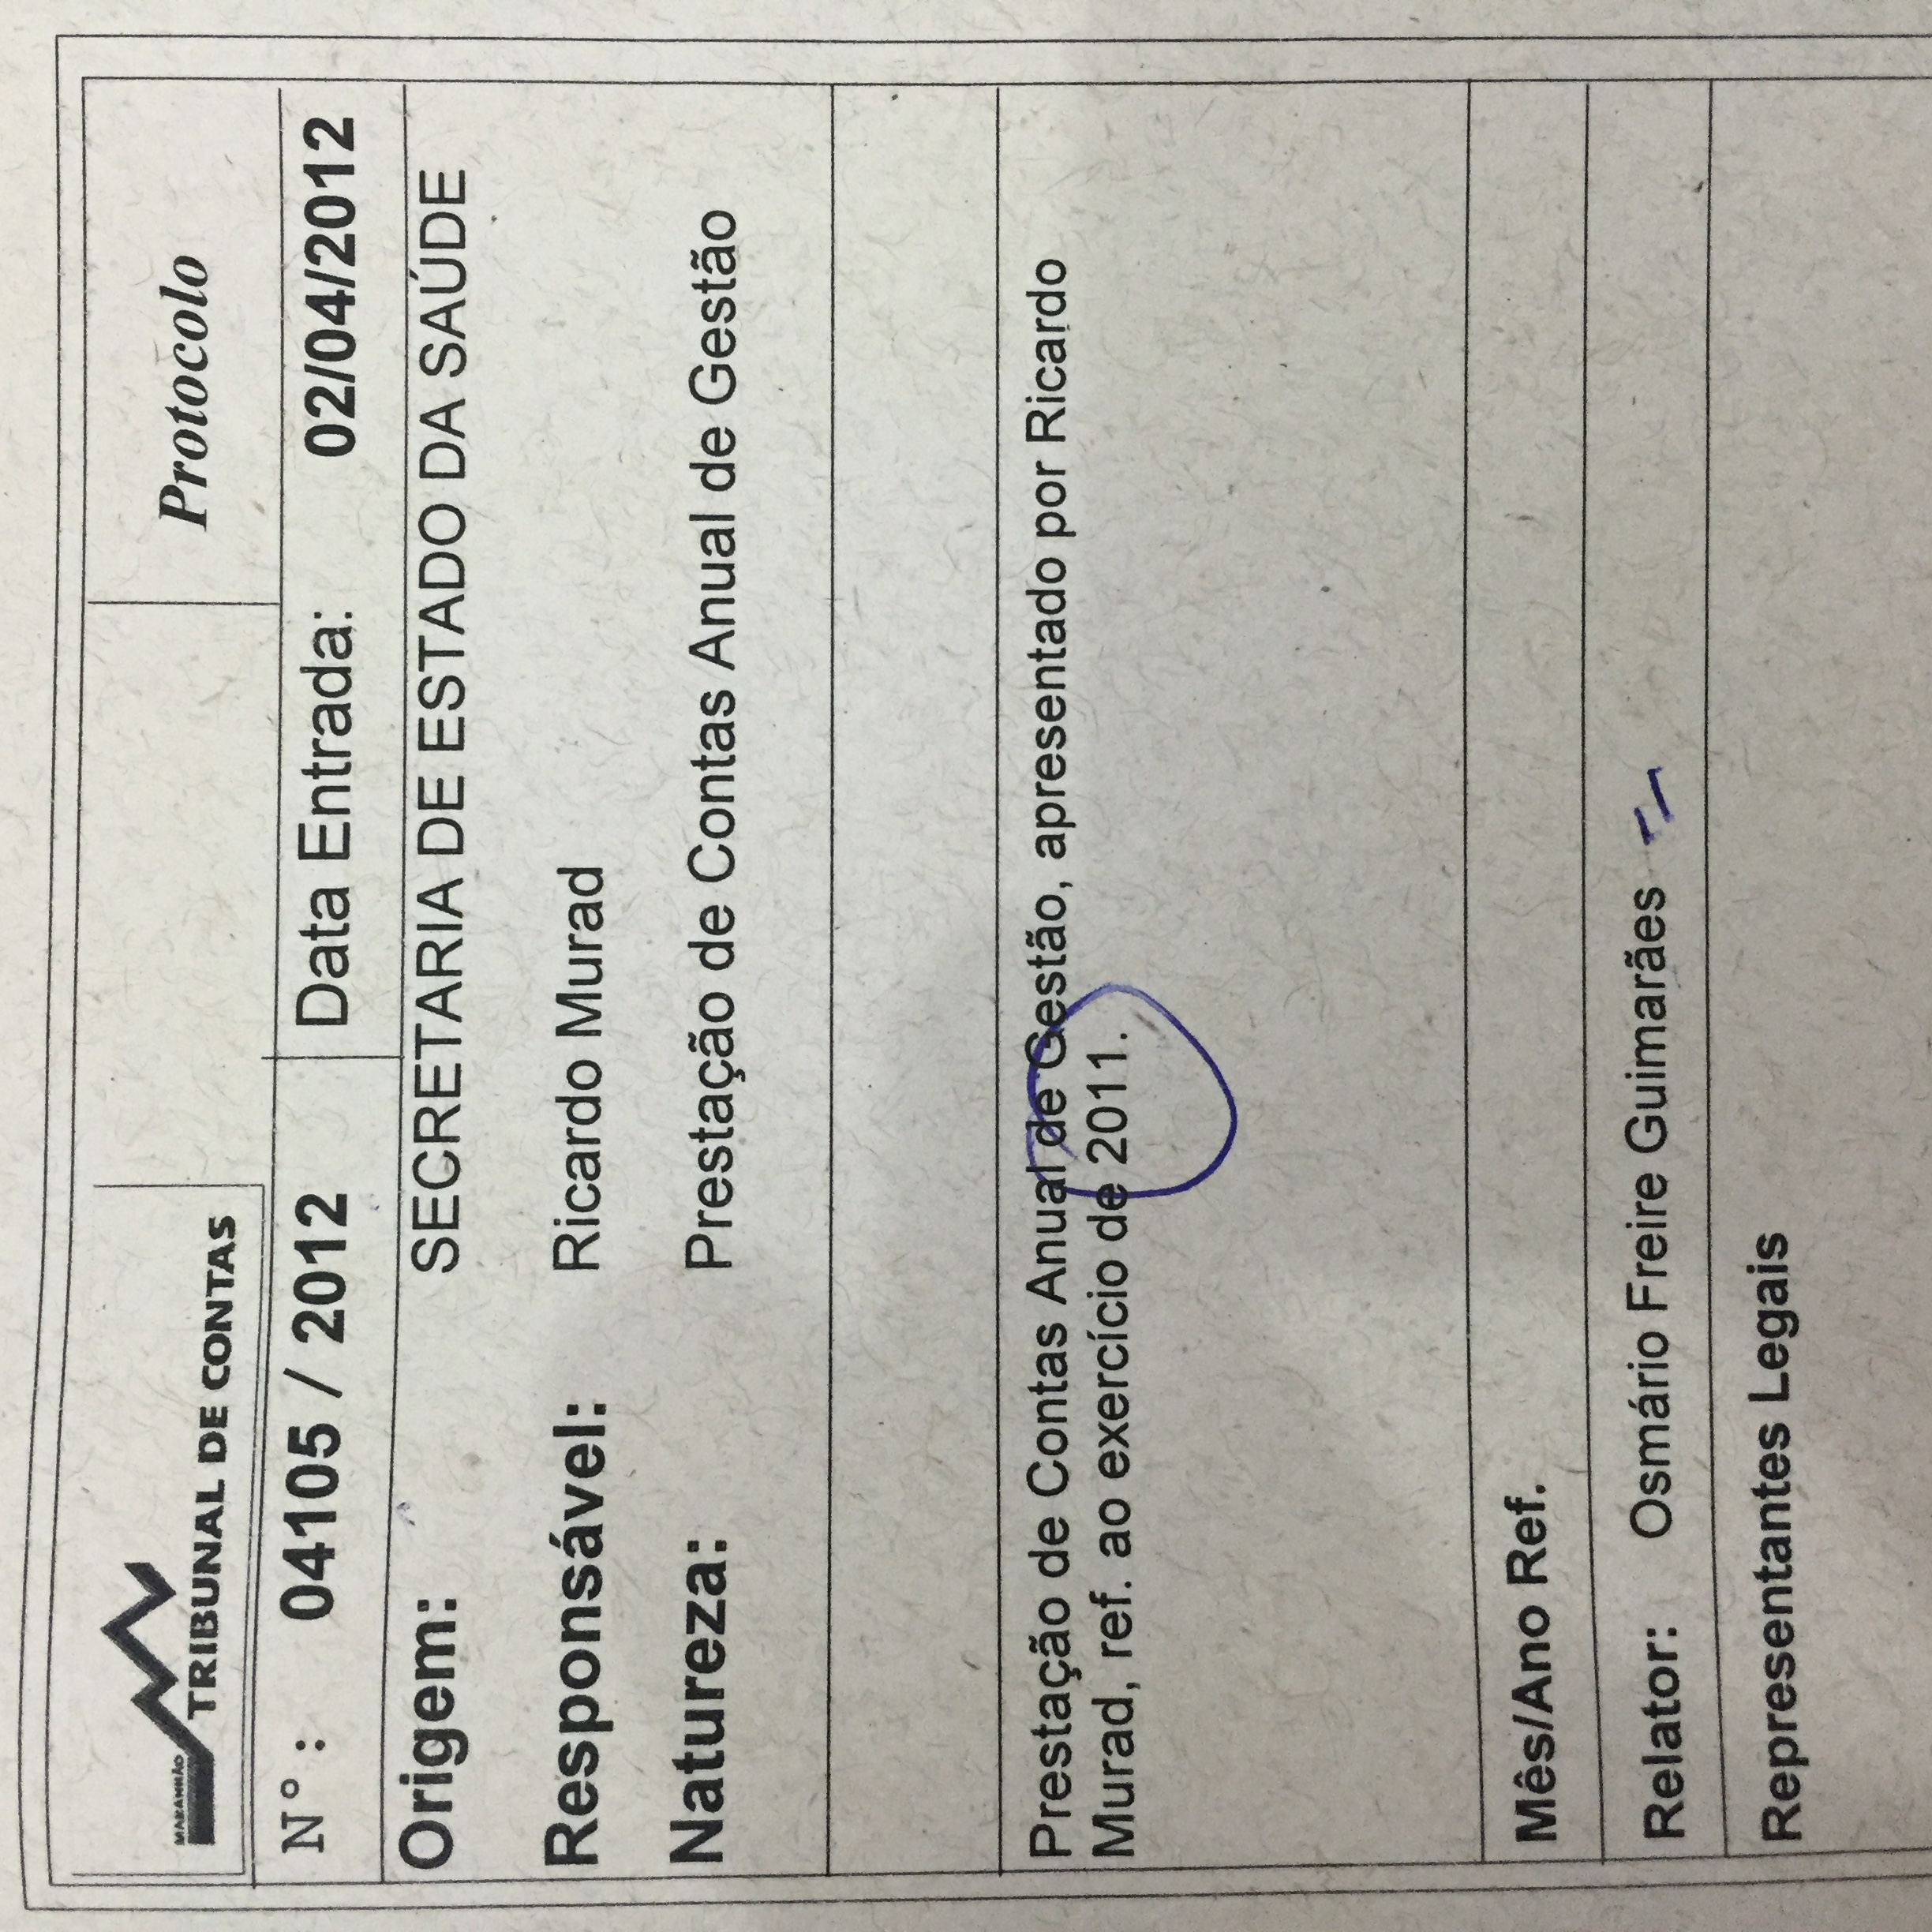 MARANHÃO
TRIBUNAL DE CONTAS
Protocolo
N°: 04105 / 2012 Data Entrada: 02/04/2012
Origem: SECRETARIA DE ESTADO DA SAÚDE
Responsável: Ricardo Murad
Natureza: Prestação de Contas Anual de Gestão
Prestação de Contas Anual de Gestão, apresentado por Ricardo
Murad, ref. ao exercício de 2011.
Mês/Ano Ref.
Relator: Osmário Freire Guimarães
Representantes Legais